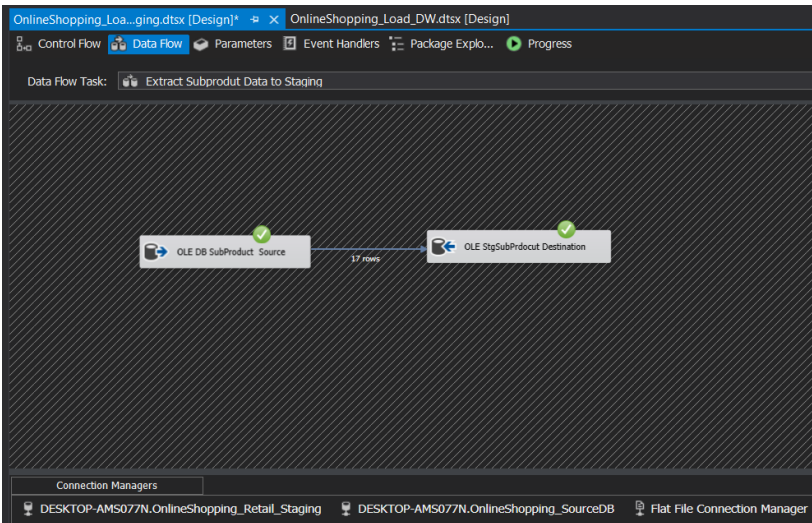 OnlineShopping_Loa...ging.dtsx [Design]* OnlineShopping_Load_DW.dtsx [Design]
Control Flow Data Flow Parameters Event Handlers Package Explo... Progress
Data Flow Task: Extract Subprodut Data to Staging
OLE DB SubProduct Source OLE StgSubPrdocut Destination
17 rows
Connection Managers
DESKTOP-AMS077N.OnlineShopping_Retail_Staging DESKTOP-AMS077N.OnlineShopping_SourceDB Flat File Connection Manager